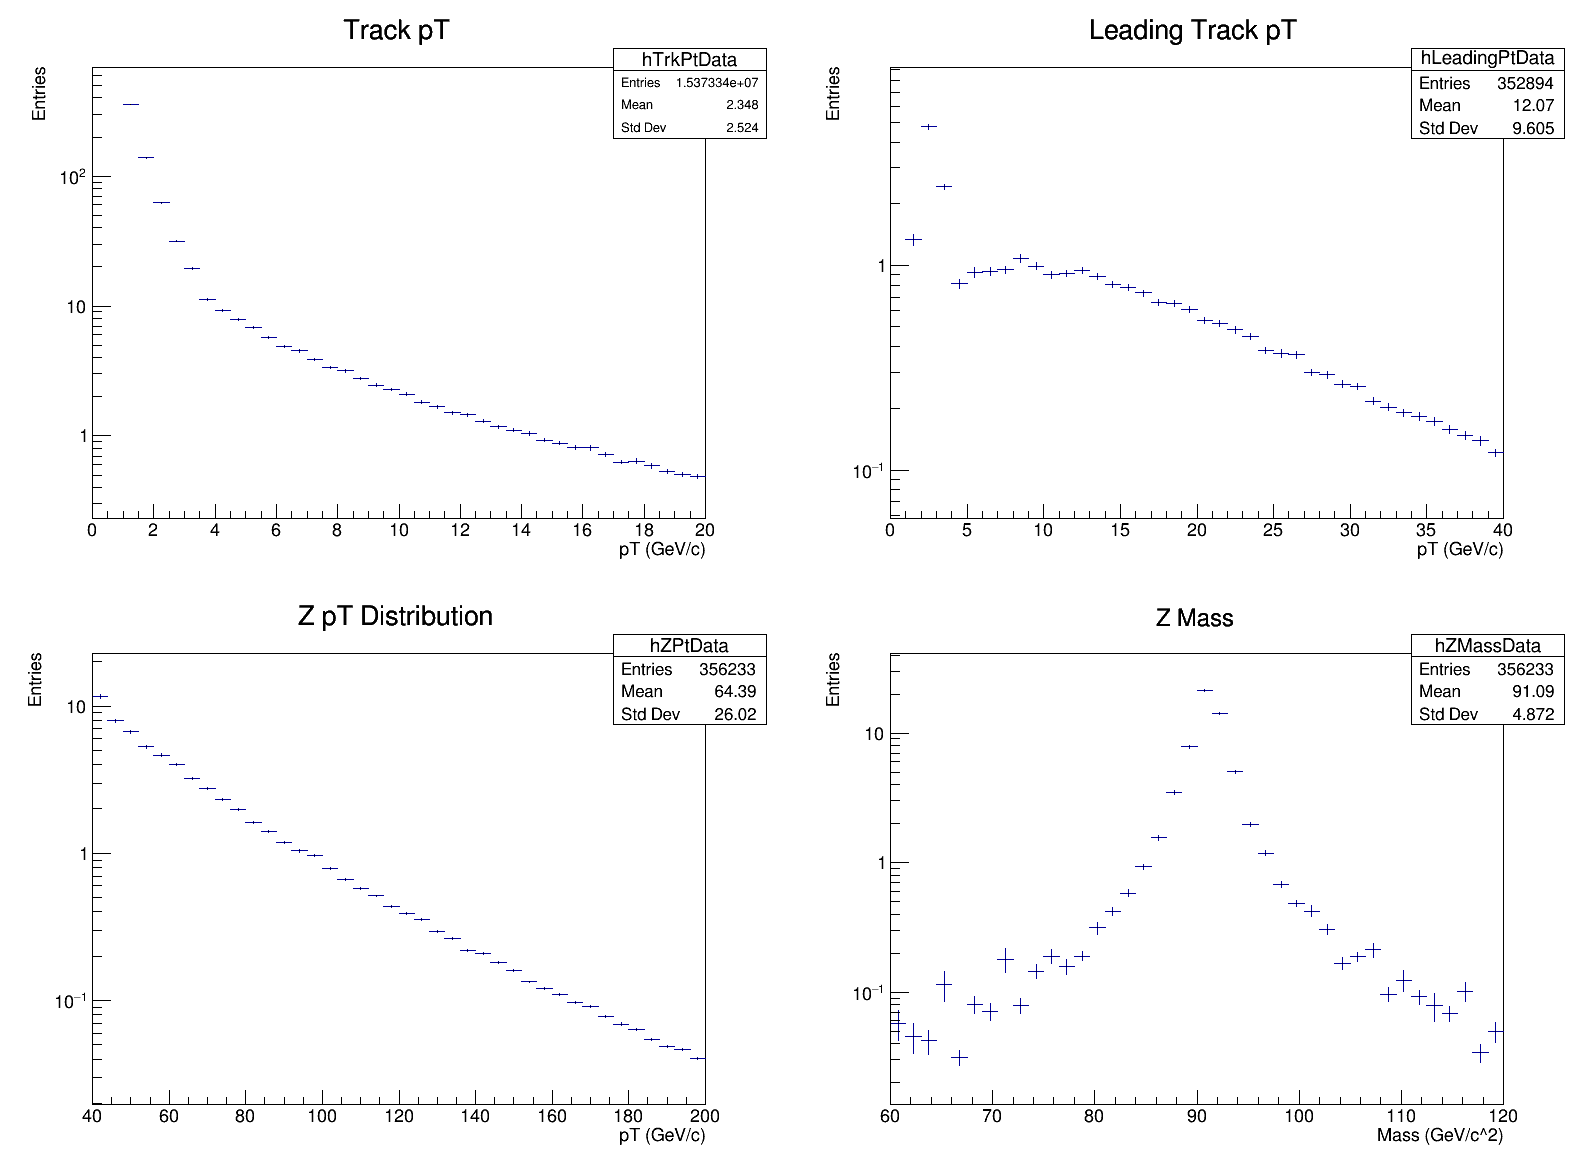 Track pT
Entries
hTrkPtData
Entries 1.537334e+07
Mean 2.348
Std Dev 2.524
10²
10
1
0 2 4 6 8 10 12 14 16 18 20
pT (GeV/c)
Leading Track pT
Entries
hLeadingPtData
Entries 352894
Mean 12.07
Std Dev 9.605
1
10⁻¹
0 5 10 15 20 25 30 35 40
pT (GeV/c)
Z pT Distribution
Entries
hZPtData
Entries 356233
Mean 64.39
Std Dev 26.02
10
1
10⁻¹
40 60 80 100 120 140 160 180 200
pT (GeV/c)
Z Mass
Entries
hZMassData
Entries 356233
Mean 91.09
Std Dev 4.872
10
1
10⁻¹
60 70 80 90 100 110 120
Mass (GeV/c^2)